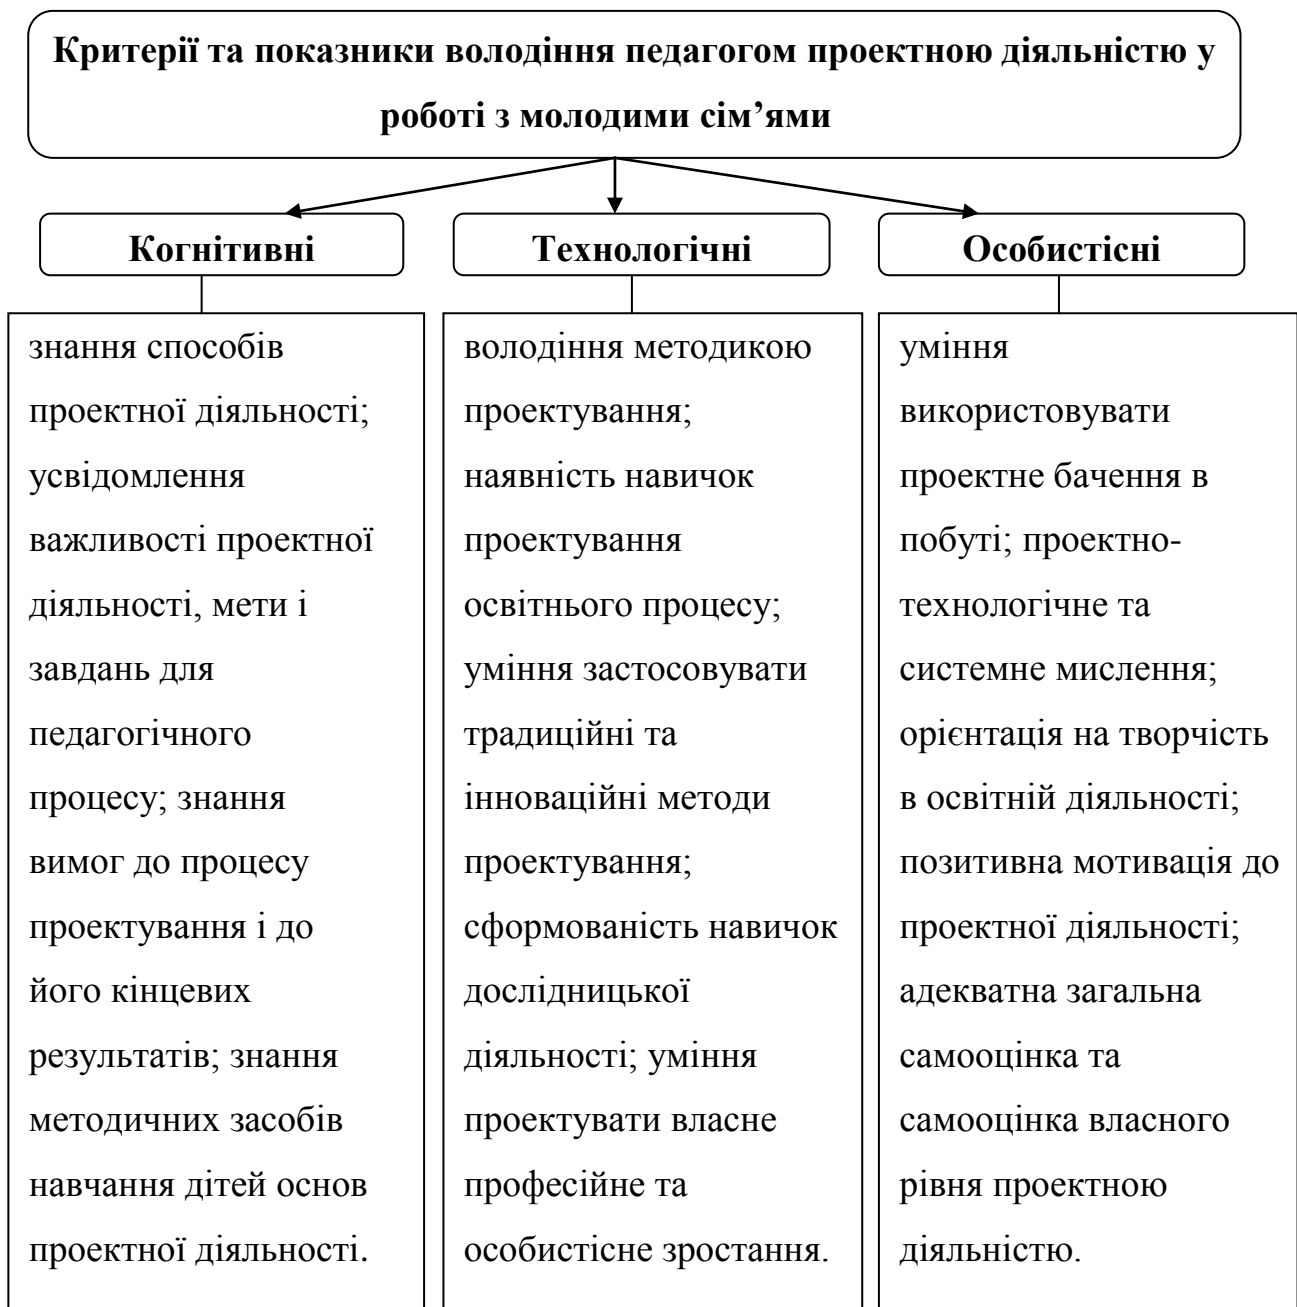 Критерії та показники володіння педагогом проектною діяльністю у
роботі з молодими сім’ями
Когнітивні
Технологічні
Особистісні
знання способів
проектної діяльності;
усвідомлення
важливості проектної
діяльності, мети і
завдань для
педагогічного
процесу; знання
вимог до процесу
проектування і до
його кінцевих
результатів; знання
методичних засобів
навчання дітей основ
проектної діяльності.
володіння методикою
проектування;
наявність навичок
проектування
освітнього процесу;
уміння застосовувати
традиційні та
інноваційні методи
проектування;
сформованість навичок
дослідницької
діяльності; уміння
проектувати власне
професійне та
особистісне зростання.
уміння
використовувати
проектне бачення в
побуті; проектно-
технологічне та
системне мислення;
орієнтація на творчість
в освітній діяльності;
позитивна мотивація до
проектної діяльності;
адекватна загальна
самооцінка та
самооцінка власного
рівня проектною
діяльністю.